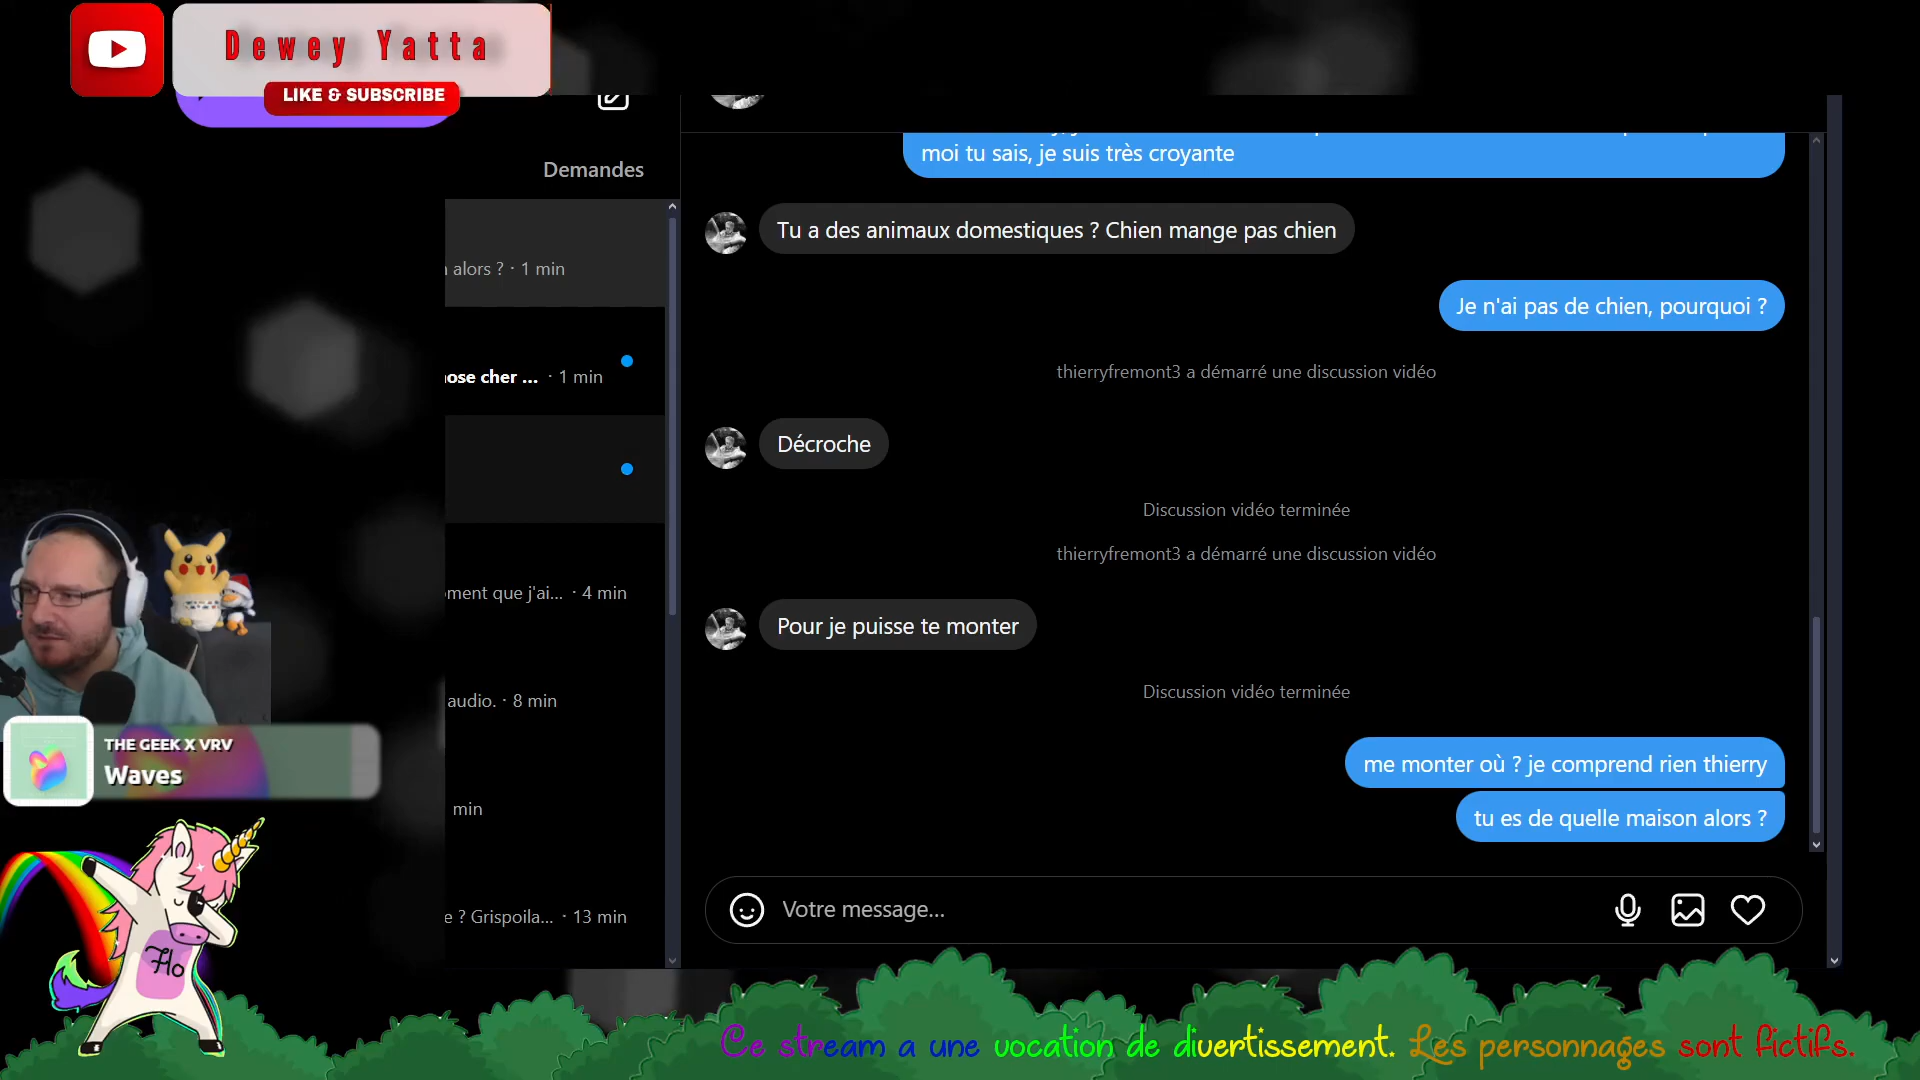 Dewey Yatta
LIKE & SUBSCRIBE
Demandes
alors ? · 1 min
cher ... · 1 min
que j'ai... · 4 min
audio. · 8 min
min
? Grispoila... · 13 min
moi tu sais, je suis très croyante
Tu a des animaux domestiques ? Chien mange pas chien
Je n'ai pas de chien, pourquoi ?
thierryfremont3 a démarré une discussion vidéo
Décroche
Discussion vidéo terminée
thierryfremont3 a démarré une discussion vidéo
Pour je puisse te monter
Discussion vidéo terminée
me monter où ? je comprend rien thierry
tu es de quelle maison alors ?
Votre message...
THE GEEK X VRV
Waves
Flo
Ce stream a une vocation de divertissement. Les personnages sont fictifs.